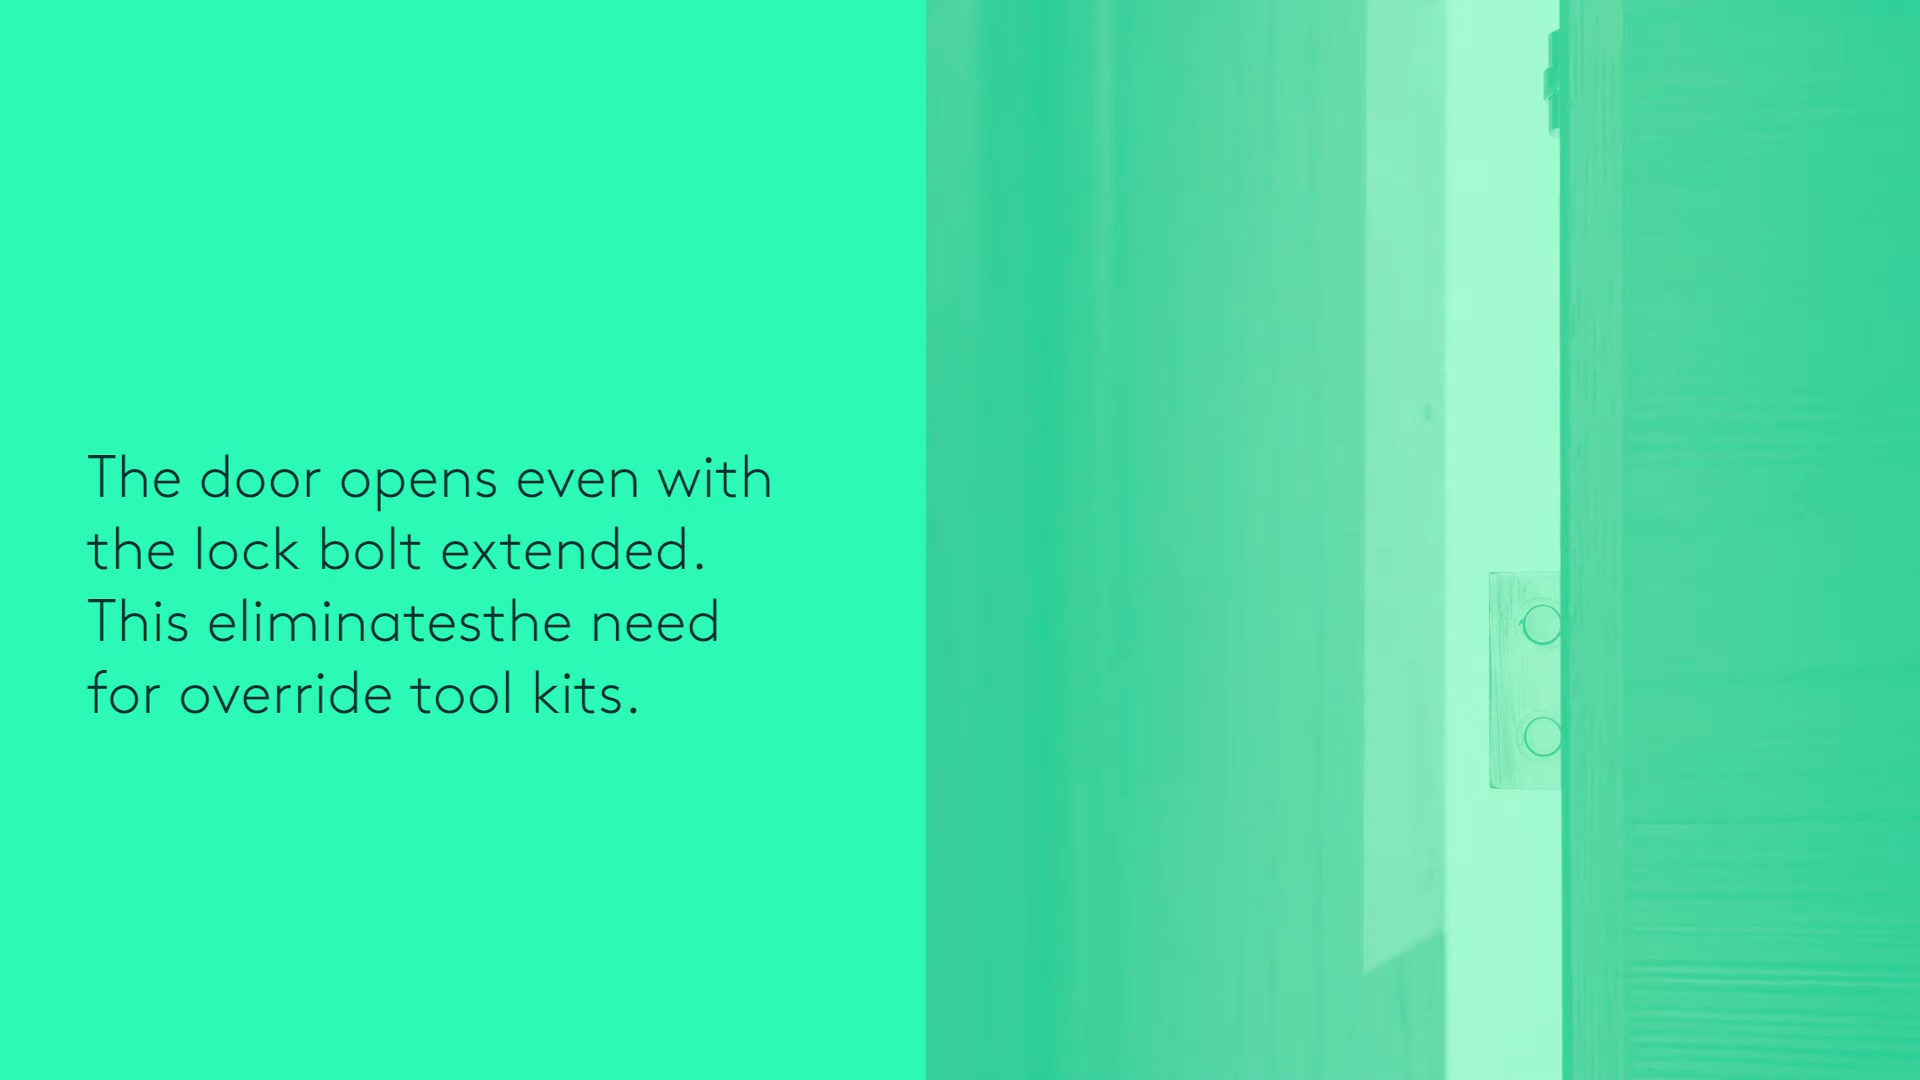 The door opens even with
the lock bolt extended.
This eliminatesthe need
for override tool kits.